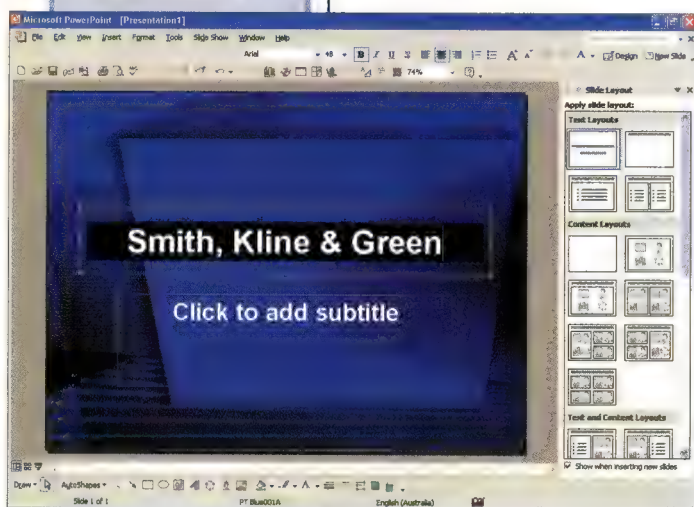 Microsoft PowerPoint - [Presentation1]
File Edit View Insert Format Tools Slide Show Window Help
Arial 48 B I U S A A A Design New Slide
74%
Slide Layout
Apply slide layout:
Text Layouts
Content Layouts
Text and Content Layouts
Show when inserting new slides
Smith, Kline & Green
Click to add subtitle
Draw AutoShapes A
Slide 1 of 1 PT Blue001A English (Australia)